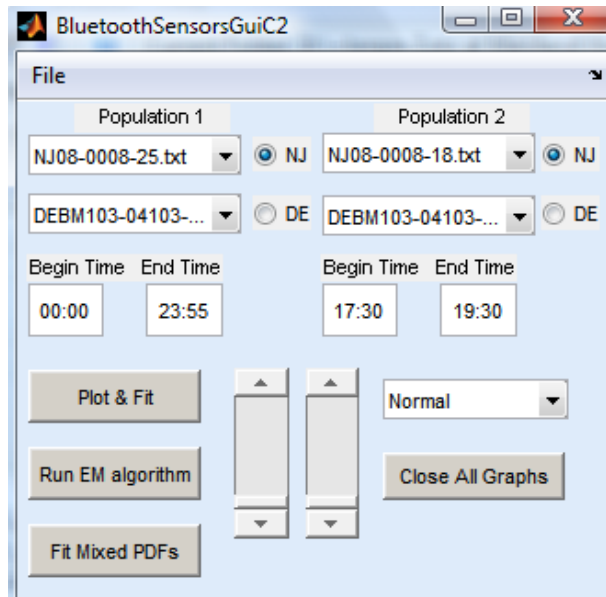 BluetoothSensorsGuiC2
File
Population 1 Population 2
NJ08-0008-25.txt NJ NJ08-0008-18.txt NJ
DEBM103-04103-... DE DEBM103-04103-... DE
Begin Time End Time Begin Time End Time
00:00 23:55 17:30 19:30
Plot & Fit Normal
Run EM algorithm Close All Graphs
Fit Mixed PDFs